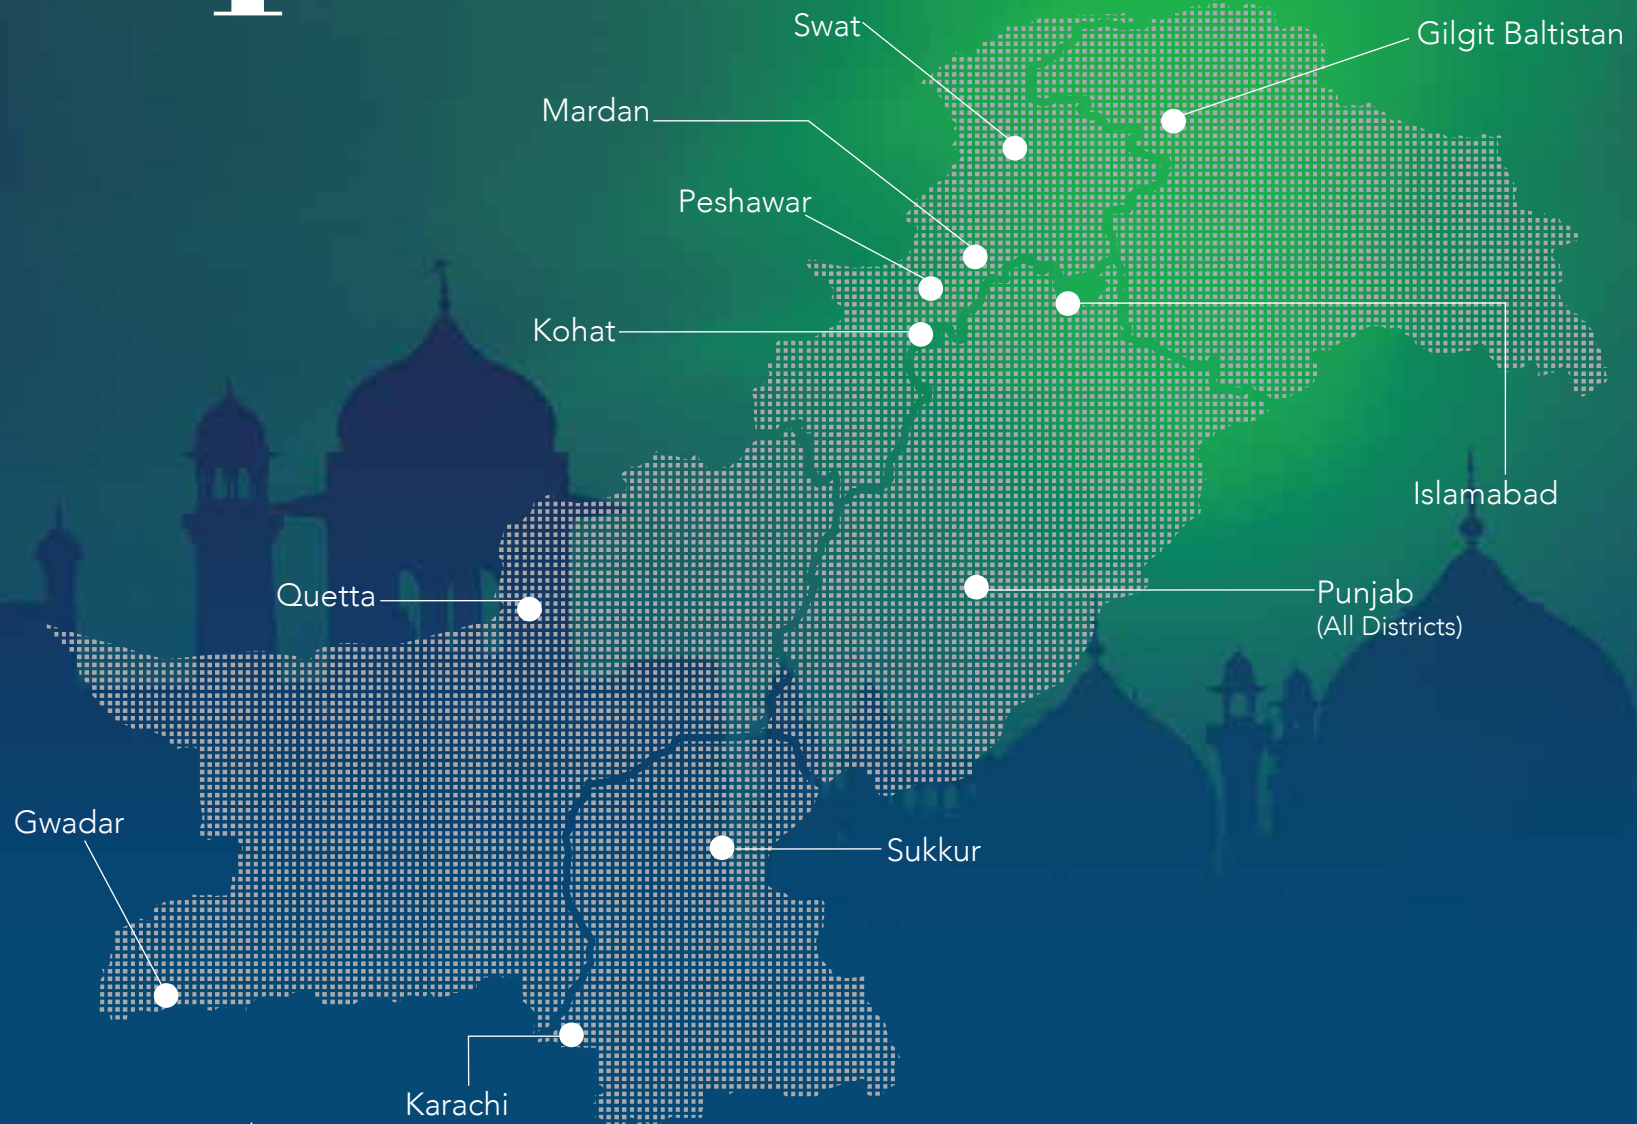 Swat
Gilgit Baltistan
Mardan
Peshawar
Kohat
Islamabad
Quetta
Punjab
(All Districts)
Gwadar
Sukkur
Karachi